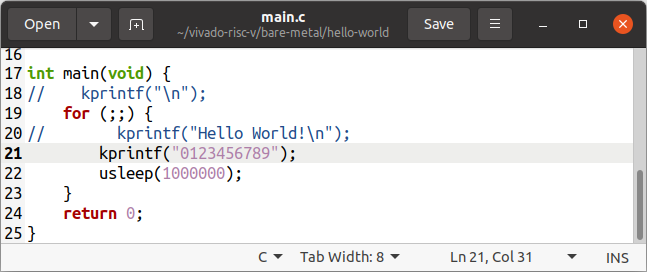 Open
main.c
~/vivado-risc-v/bare-metal/hello-world
Save
16
17 int main(void) {
18 //    kprintf("\n");
19     for (;;) {
20 //        kprintf("Hello World!\n");
21         kprintf("0123456789");
22         usleep(1000000);
23     }
24     return 0;
25 }
C
Tab Width: 8
Ln 21, Col 31
INS